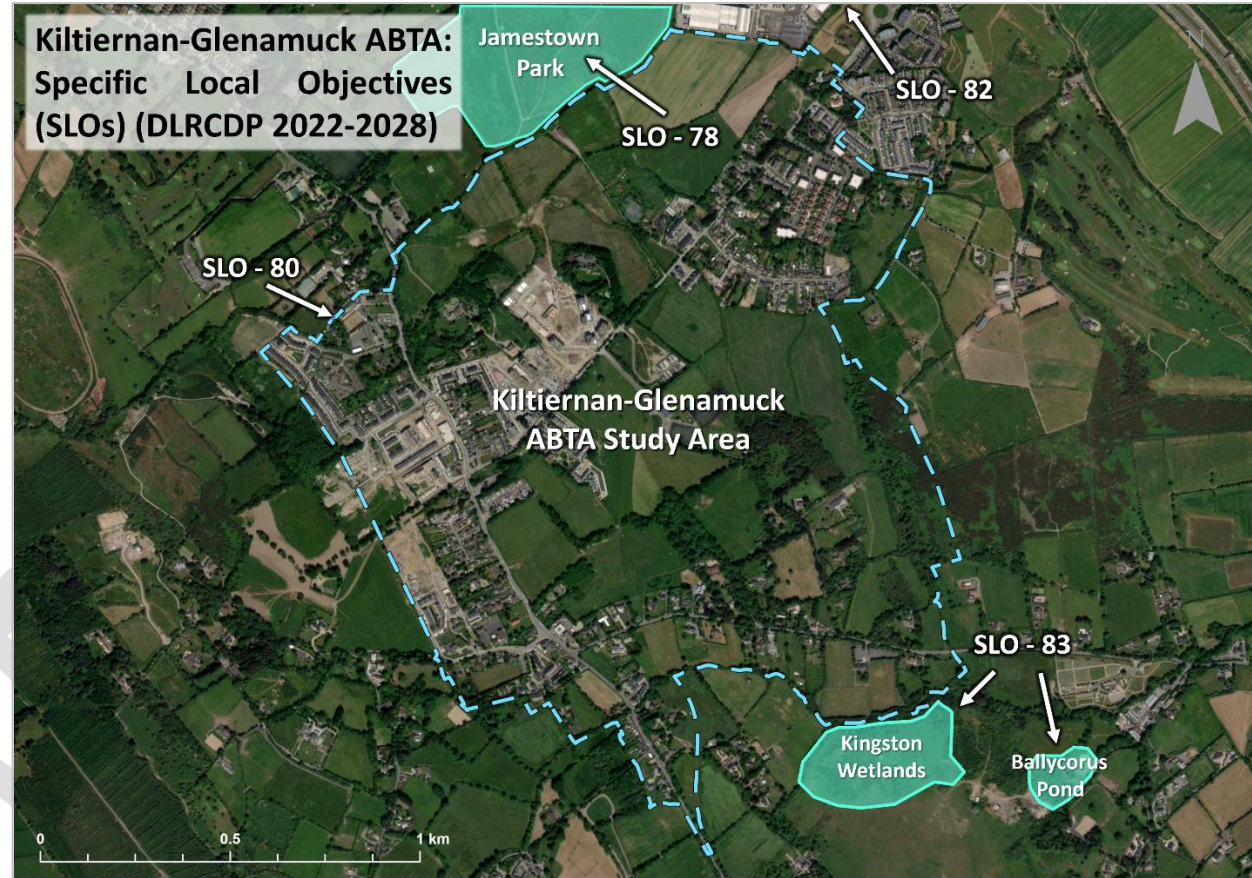 Kiltiernan-Glenamuck ABTA:
Specific Local Objectives
(SLOs) (DLRCDP 2022-2028)
Jamestown
Park
SLO - 82
N
SLO - 78
SLO - 80
Kiltiernan-Glenamuck
ABTA Study Area
SLO - 83
Kingston
Wetlands
Ballycorus
Pond
0 0.5 1 km